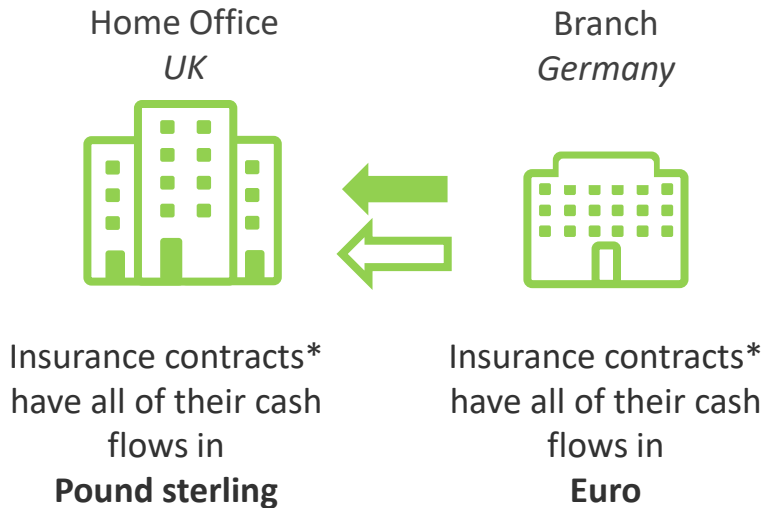 Home Office
UK
Branch
Germany
Insurance contracts*
have all of their cash
flows in
Pound sterling
Insurance contracts*
have all of their cash
flows in
Euro